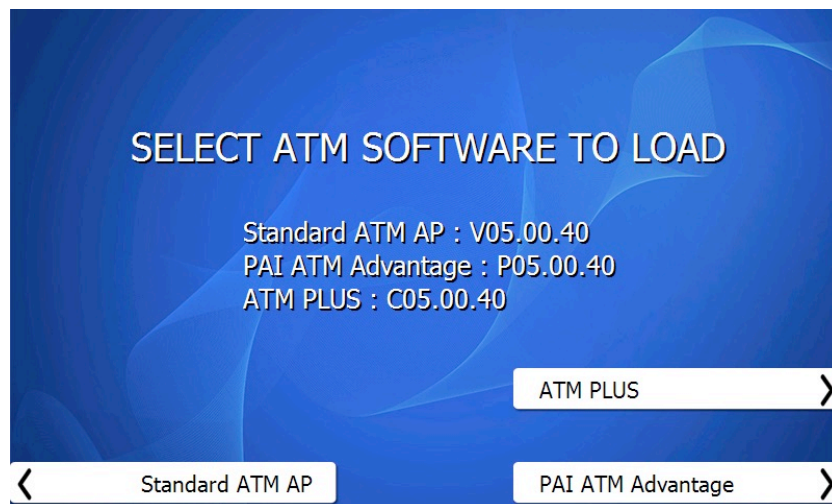 SELECT ATM SOFTWARE TO LOAD
Standard ATM AP : V05.00.40
PAI ATM Advantage : P05.00.40
ATM PLUS : C05.00.40
ATM PLUS
Standard ATM AP
PAI ATM Advantage